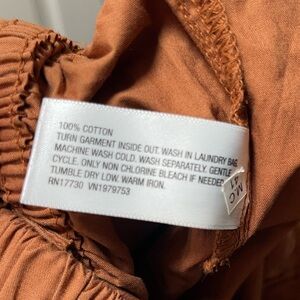 100% COTTON
TURN GARMENT INSIDE OUT. WASH IN LAUNDRY BAG
MACHINE WASH COLD. WASH SEPARATELY. GENTLE
CYCLE. ONLY NON CHLORINE BLEACH IF NEEDED
TUMBLE DRY LOW. WARM IRON.
RN17730 VN1979753